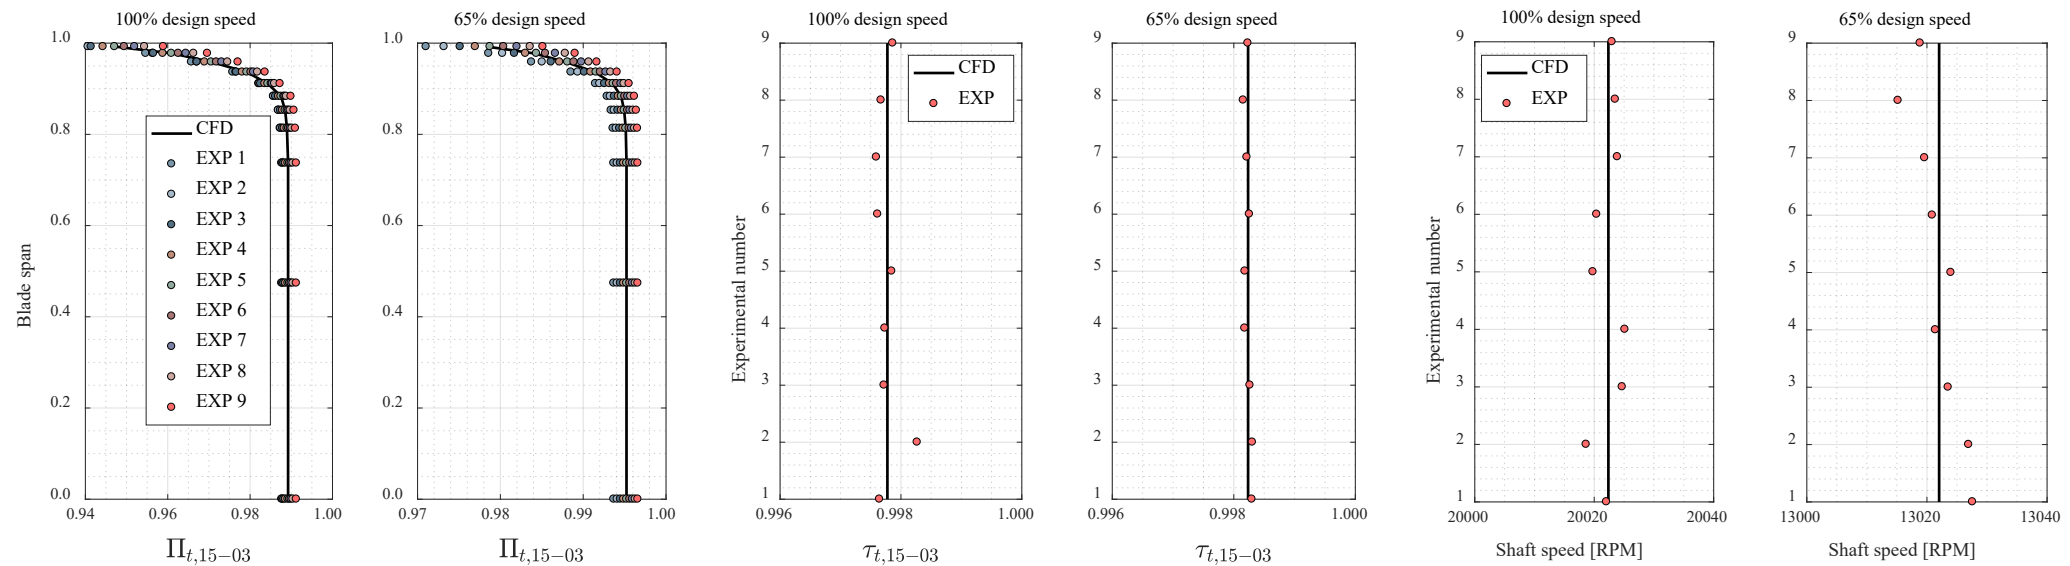 100% design speed
1.0
0.8
0.6
0.4
0.2
0.0
Blade span
0.94
0.96
0.98
1.00
Π_{t,15−03}
CFD
EXP 1
EXP 2
EXP 3
EXP 4
EXP 5
EXP 6
EXP 7
EXP 8
EXP 9
65% design speed
1.0
0.8
0.6
0.4
0.2
0.0
0.97
0.98
0.99
1.00
Π_{t,15−03}
100% design speed
9
8
7
6
5
4
3
2
1
Experimental number
0.996
0.998
1.000
τ_{t,15−03}
CFD
EXP
65% design speed
9
8
7
6
5
4
3
2
1
0.996
0.998
1.000
τ_{t,15−03}
100% design speed
9
8
7
6
5
4
3
2
1
Experimental number
20000
20020
20040
Shaft speed [RPM]
CFD
EXP
65% design speed
9
8
7
6
5
4
3
2
1
13000
13020
13040
Shaft speed [RPM]